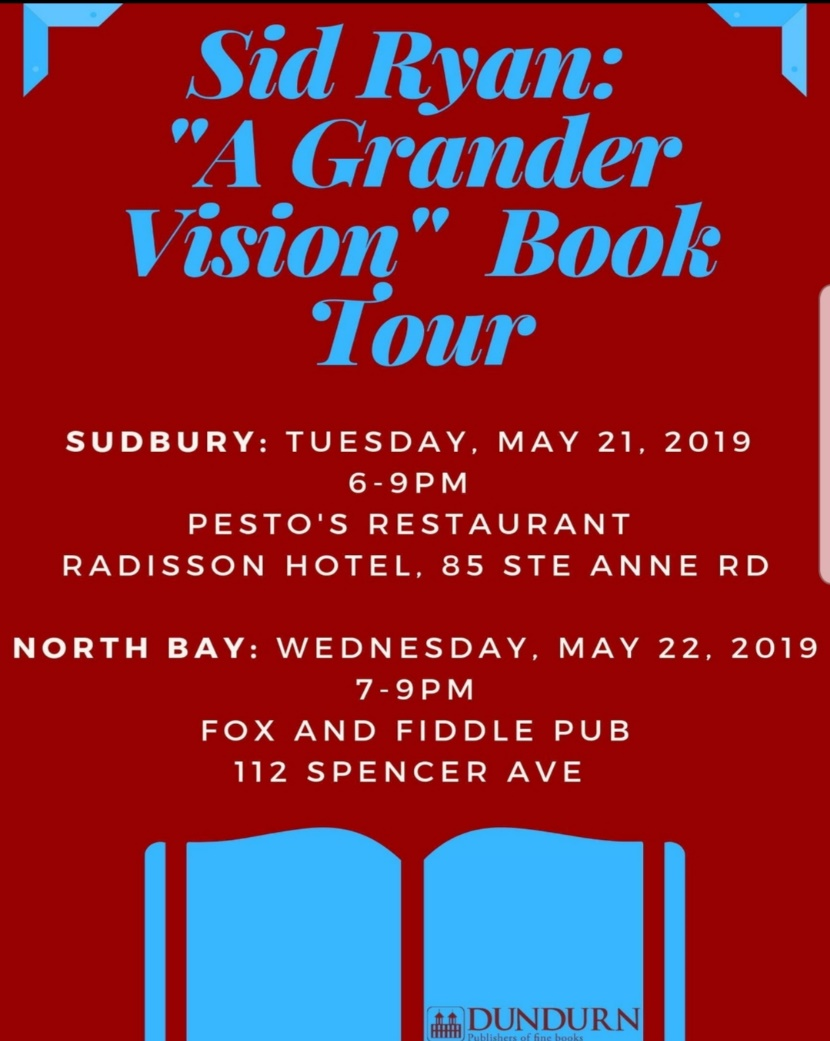 Sid Ryan:
"A Grander
Vision" Book
Tour
SUDBURY: TUESDAY, MAY 21, 2019
6-9PM
PESTO'S RESTAURANT
RADISSON HOTEL, 85 STE ANNE RD
NORTH BAY: WEDNESDAY, MAY 22, 2019
7-9PM
FOX AND FIDDLE PUB
112 SPENCER AVE
DUNDURN
Publishers of fine books